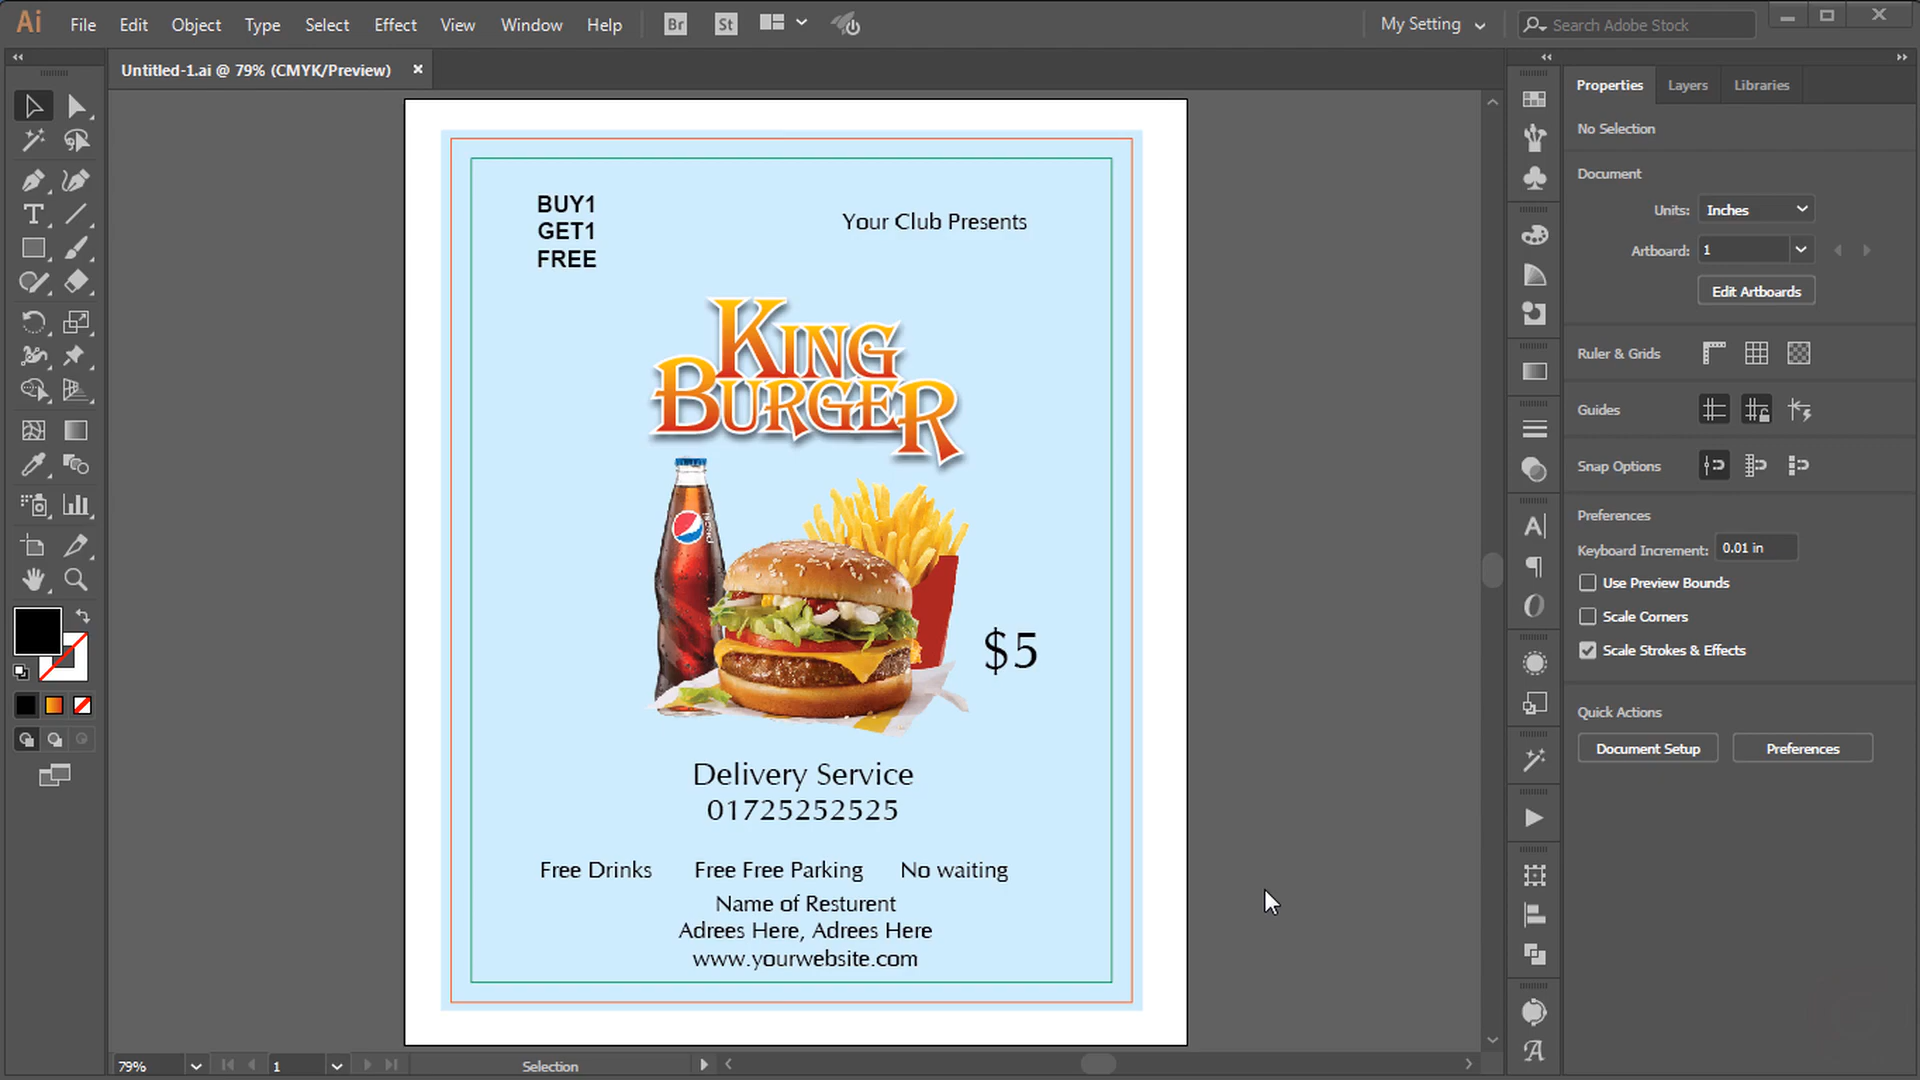 Ai File Edit Object Type Select Effect View Window Help Br St My Setting Search Adobe Stock
Untitled-1.ai @ 79% (CMYK/Preview)
Properties Layers Libraries
No Selection
Document
Units: Inches
Artboard: 1
Edit Artboards
Ruler & Grids
Guides
Snap Options
Preferences
Keyboard Increment: 0.01 in
Use Preview Bounds
Scale Corners
Scale Strokes & Effects
Quick Actions
Document Setup Preferences
BUY1
GET1
FREE
Your Club Presents
KING
BURGER
pepsi
$5
Delivery Service
01725252525
Free Drinks Free Free Parking No waiting
Name of Resturent
Adrees Here, Adrees Here
www.yourwebsite.com
79% 1 Selection